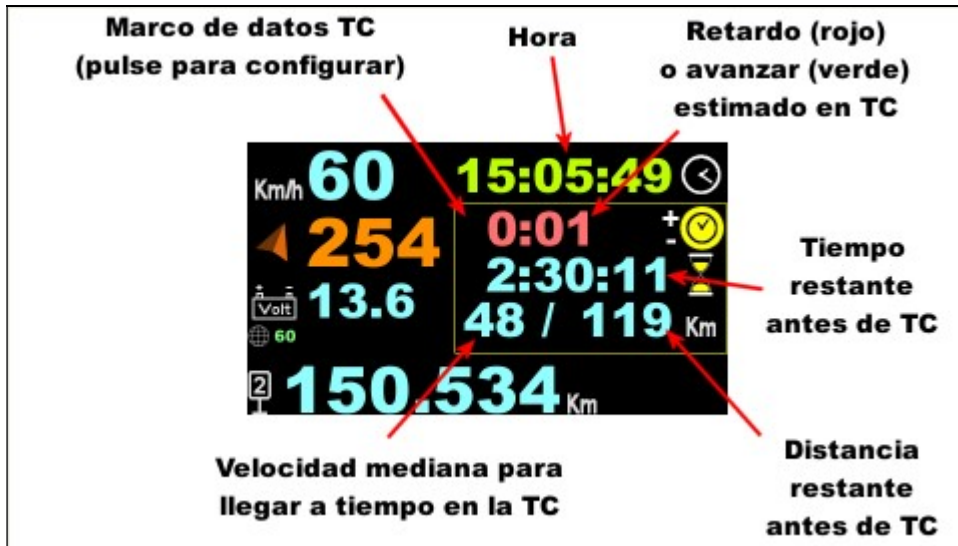 Marco de datos TC
(pulse para configurar)
Hora
Retardo (rojo)
o avanzar (verde)
estimado en TC
Km/h 60
15:05:49
254
0:01
+
-
2:30:11
+ -
Volt 13.6
60
48 / 119 Km
2 150.534 Km
Tiempo
restante
antes de TC
Velocidad mediana para
llegar a tiempo en la TC
Distancia
restante
antes de TC